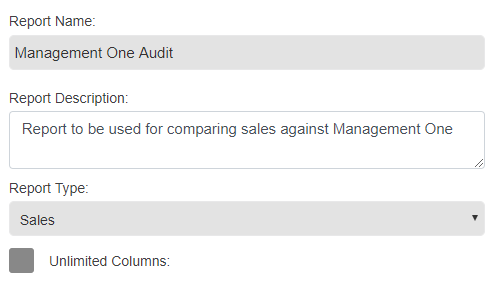 Report Name:
Management One Audit
Report Description:
Report to be used for comparing sales against Management One
Report Type:
Sales
Unlimited Columns: